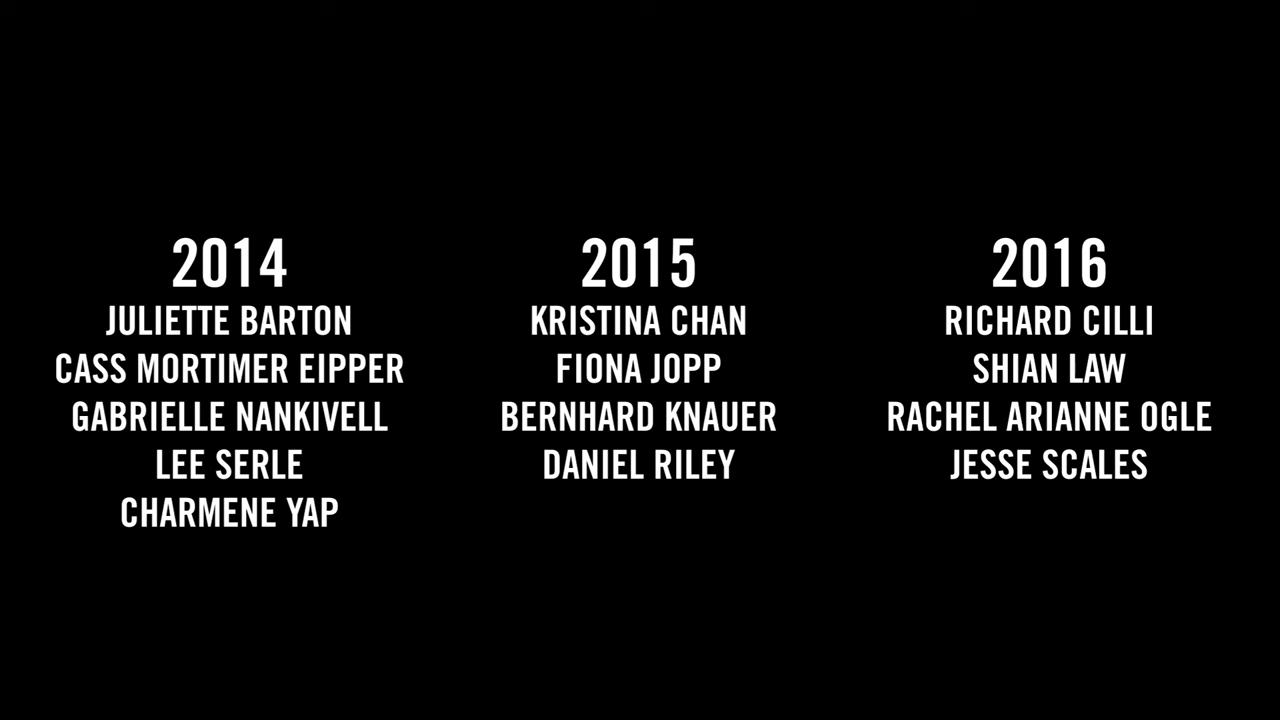 2014
JULIETTE BARTON
CASS MORTIMER EIPPER
GABRIELLE NANKIVELL
LEE SERLE
CHARMENE YAP
2015
KRISTINA CHAN
FIONA JOPP
BERNHARD KNAUER
DANIEL RILEY
2016
RICHARD CILLI
SHIAN LAW
RACHEL ARIANNE OGLE
JESSE SCALES